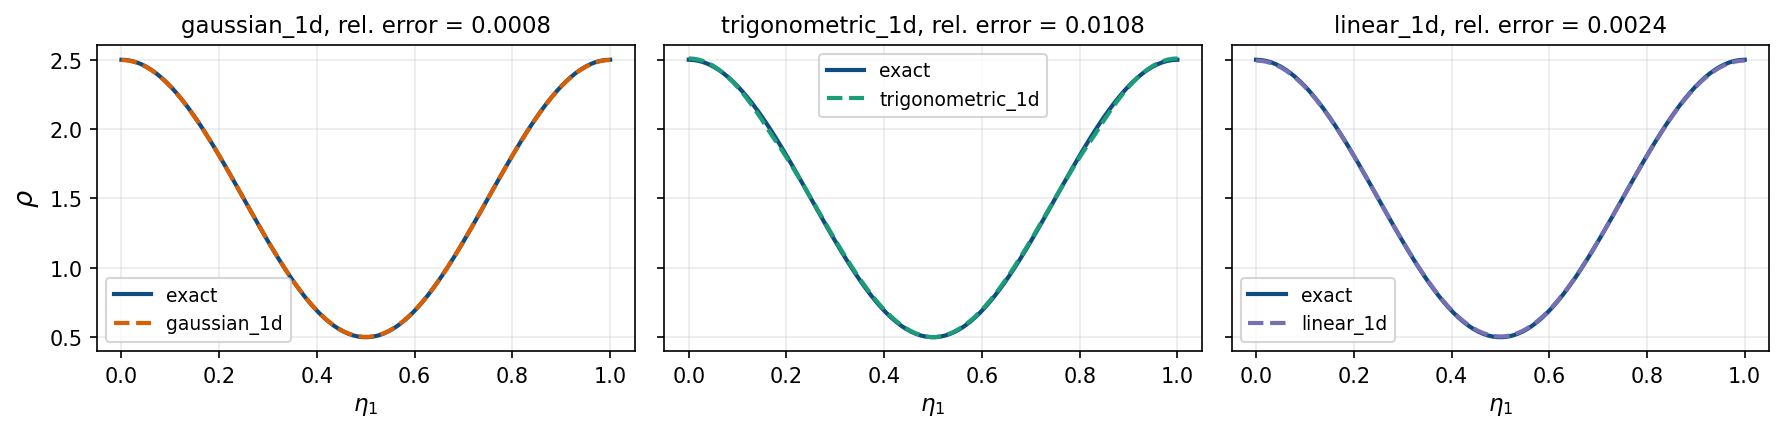 gaussian_1d, rel. error = 0.0008
2.5
2.0
1.5
1.0
0.5
ρ
exact
gaussian_1d
0.0 0.2 0.4 0.6 0.8 1.0
η₁
trigonometric_1d, rel. error = 0.0108
exact
trigonometric_1d
0.0 0.2 0.4 0.6 0.8 1.0
η₁
linear_1d, rel. error = 0.0024
exact
linear_1d
0.0 0.2 0.4 0.6 0.8 1.0
η₁